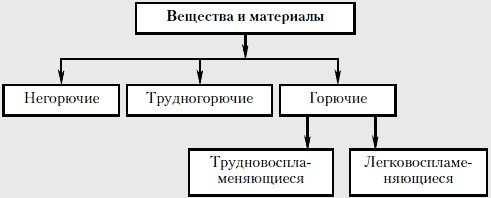 Вещества и материалы
Негорючие
Трудногорючие
Горючие
Трудновоспла-
меняющиеся
Легковоспламе-
няющиеся